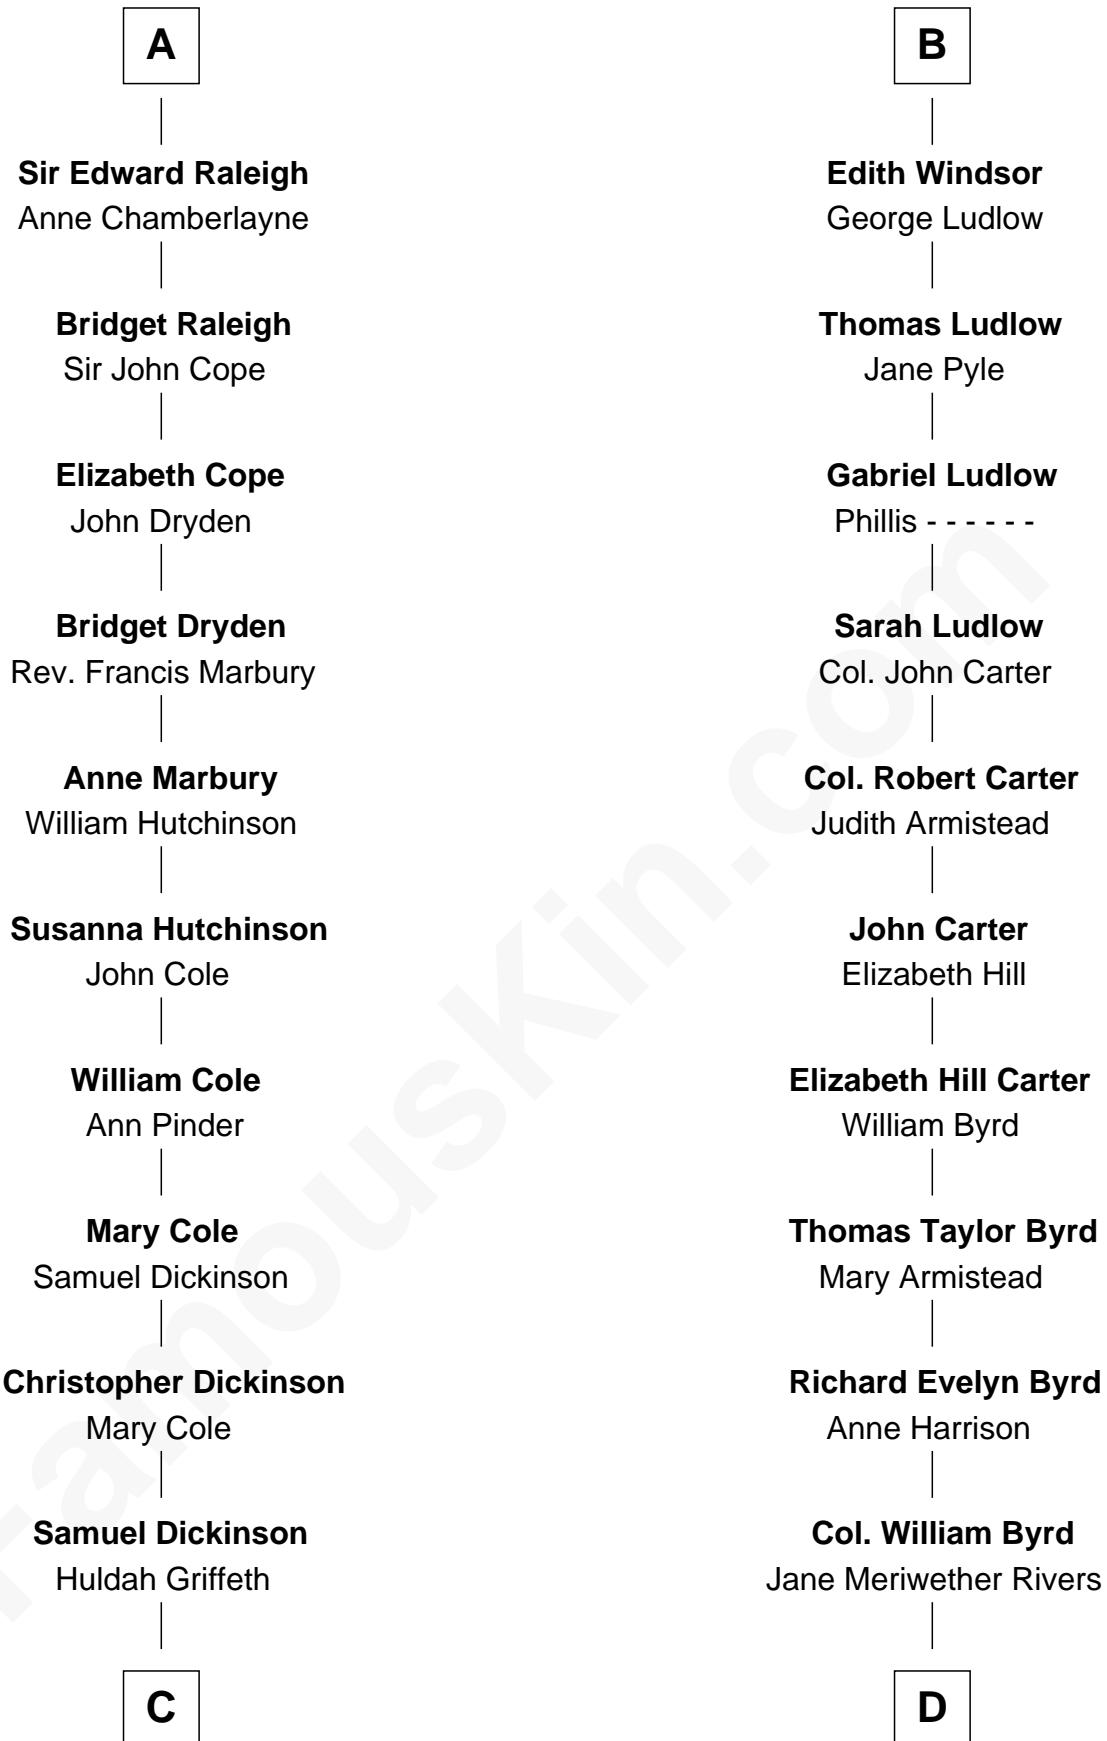 A
Sir Edward Raleigh
Anne Chamberlayne
Bridget Raleigh
Sir John Cope
Elizabeth Cope
John Dryden
Bridget Dryden
Rev. Francis Marbury
Anne Marbury
William Hutchinson
Susanna Hutchinson
John Cole
William Cole
Ann Pinder
Mary Cole
Samuel Dickinson
Christopher Dickinson
Mary Cole
Samuel Dickinson
Huldah Griffeth
C
B
Edith Windsor
George Ludlow
Thomas Ludlow
Jane Pyle
Gabriel Ludlow
Phillis - - - - - -
Sarah Ludlow
Col. John Carter
Col. Robert Carter
Judith Armistead
John Carter
Elizabeth Hill
Elizabeth Hill Carter
William Byrd
Thomas Taylor Byrd
Mary Armistead
Richard Evelyn Byrd
Anne Harrison
Col. William Byrd
Jane Meriwether Rivers
D
FamousKin.com